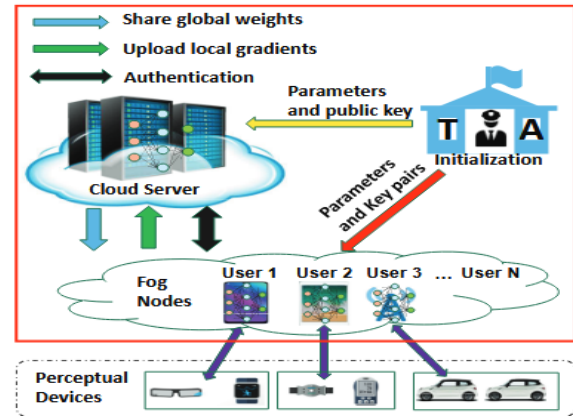 Share global weights
Upload local gradients
Authentication
Parameters
and public key
T A
Initialization
Cloud Server
Parameters
and Key pairs
User 1 User 2 User 3 ... User N
Fog
Nodes
Perceptual
Devices